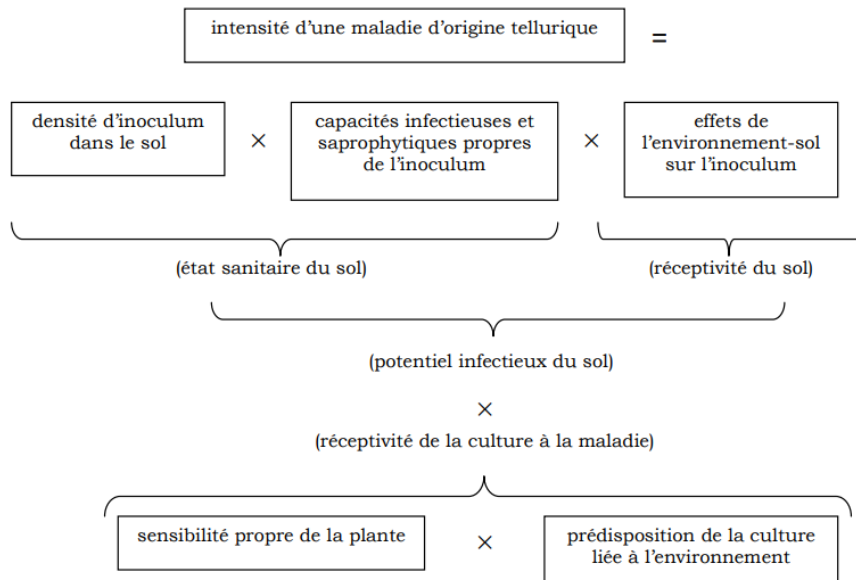 intensité d'une maladie d'origine tellurique =
densité d'inoculum
dans le sol
×
capacités infectieuses et
saprophytiques propres
de l'inoculum
×
effets de
l'environnement-sol
sur l'inoculum
(état sanitaire du sol)
(réceptivité du sol)
(potentiel infectieux du sol)
×
(réceptivité de la culture à la maladie)
sensibilité propre de la plante
×
prédisposition de la culture
liée à l'environnement